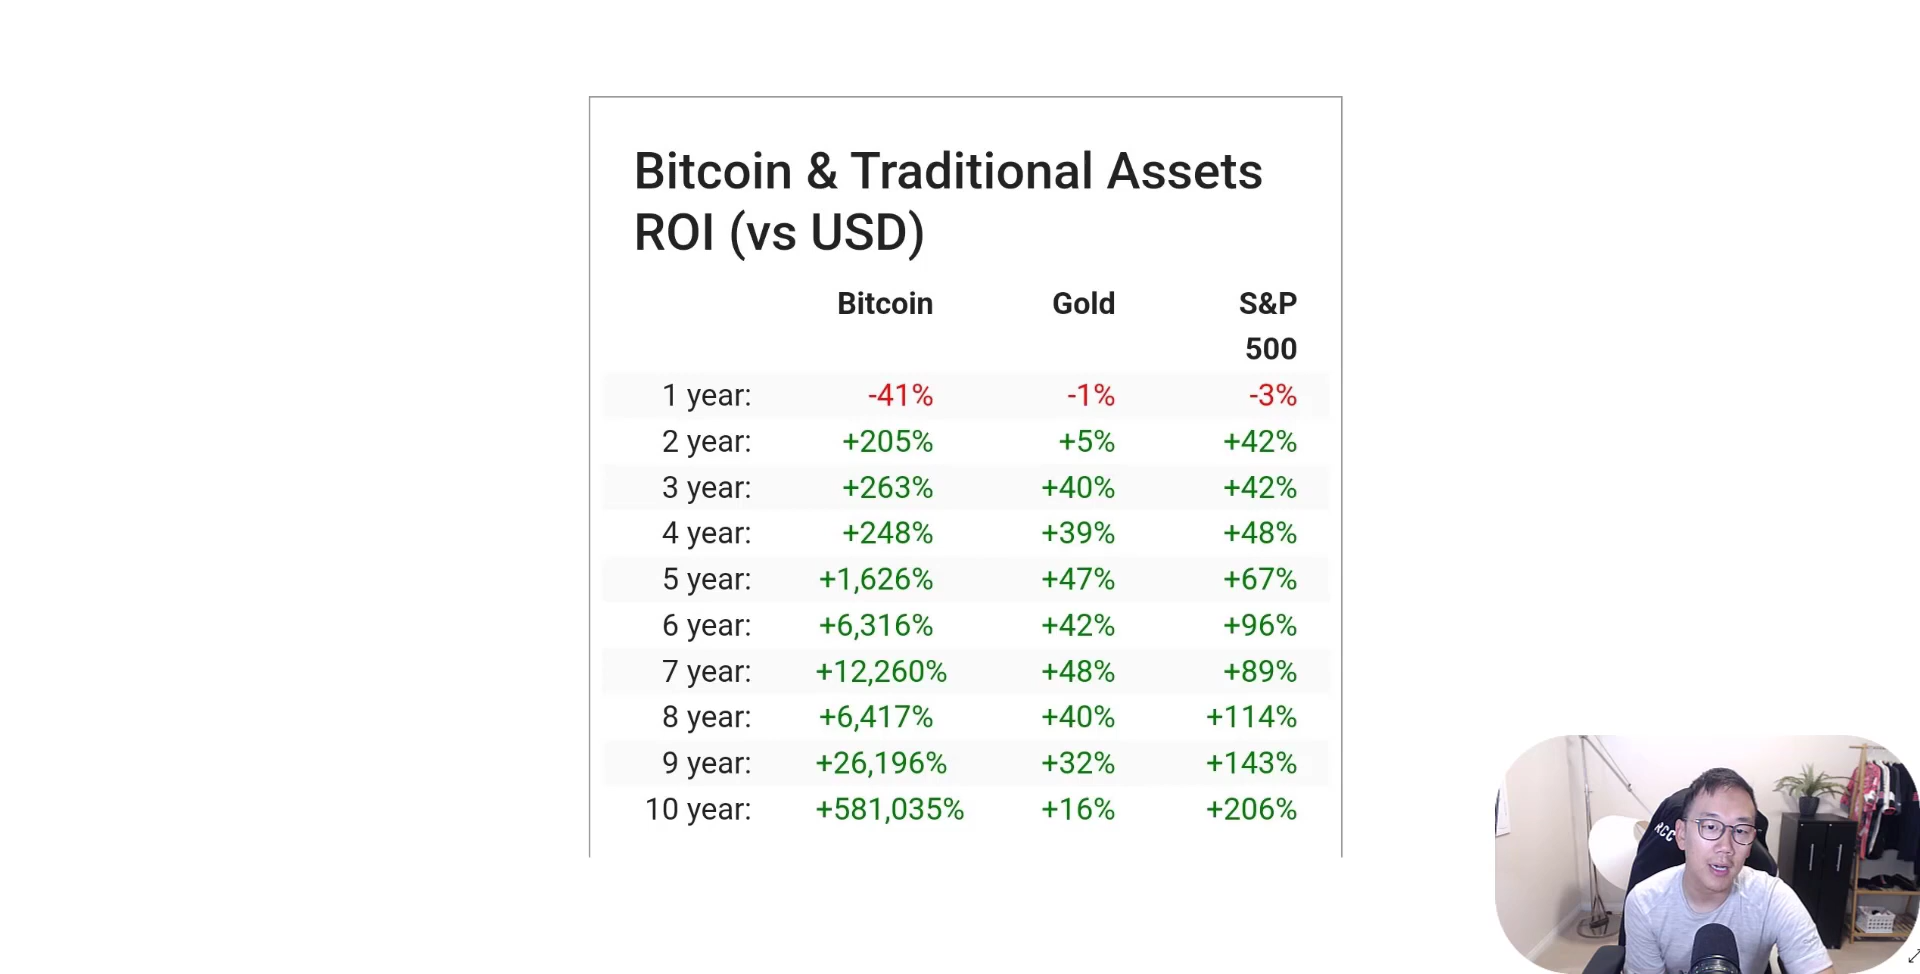 Bitcoin & Traditional Assets
ROI (vs USD)
Bitcoin Gold S&P
500
1 year: -41% -1% -3%
2 year: +205% +5% +42%
3 year: +263% +40% +42%
4 year: +248% +39% +48%
5 year: +1,626% +47% +67%
6 year: +6,316% +42% +96%
7 year: +12,260% +48% +89%
8 year: +6,417% +40% +114%
9 year: +26,196% +32% +143%
10 year: +581,035% +16% +206%
RCC